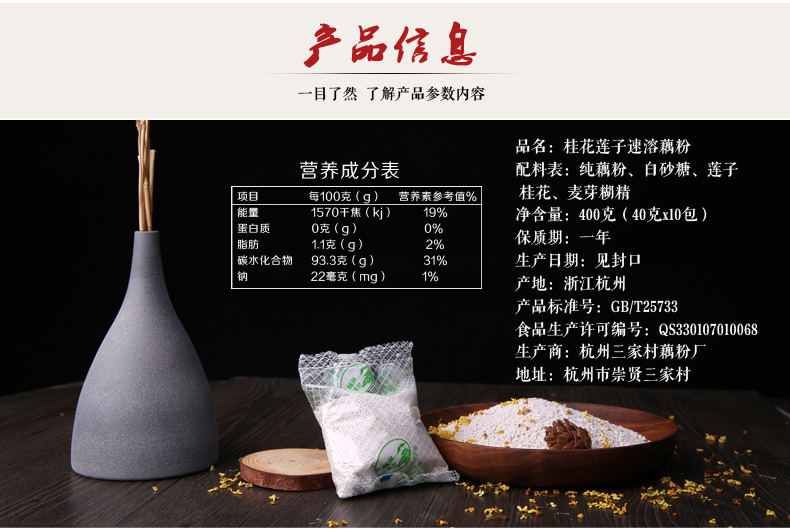 产品信息
一目了然 了解产品参数内容
营养成分表
项目 每100克（g） 营养素参考值%
能量 1570千焦（kj） 19%
蛋白质 0克（g） 0%
脂肪 1.1克（g） 2%
碳水化合物 93.3克（g） 31%
钠 22毫克（mg） 1%
品名：桂花莲子速溶藕粉
配料表：纯藕粉、白砂糖、莲子
桂花、麦芽糊精
净含量：400克（40克x10包）
保质期：一年
生产日期：见封口
产地：浙江杭州
产品标准号：GB/T25733
食品生产许可编号：QS330107010068
生产商：杭州三家村藕粉厂
地址：杭州市崇贤三家村